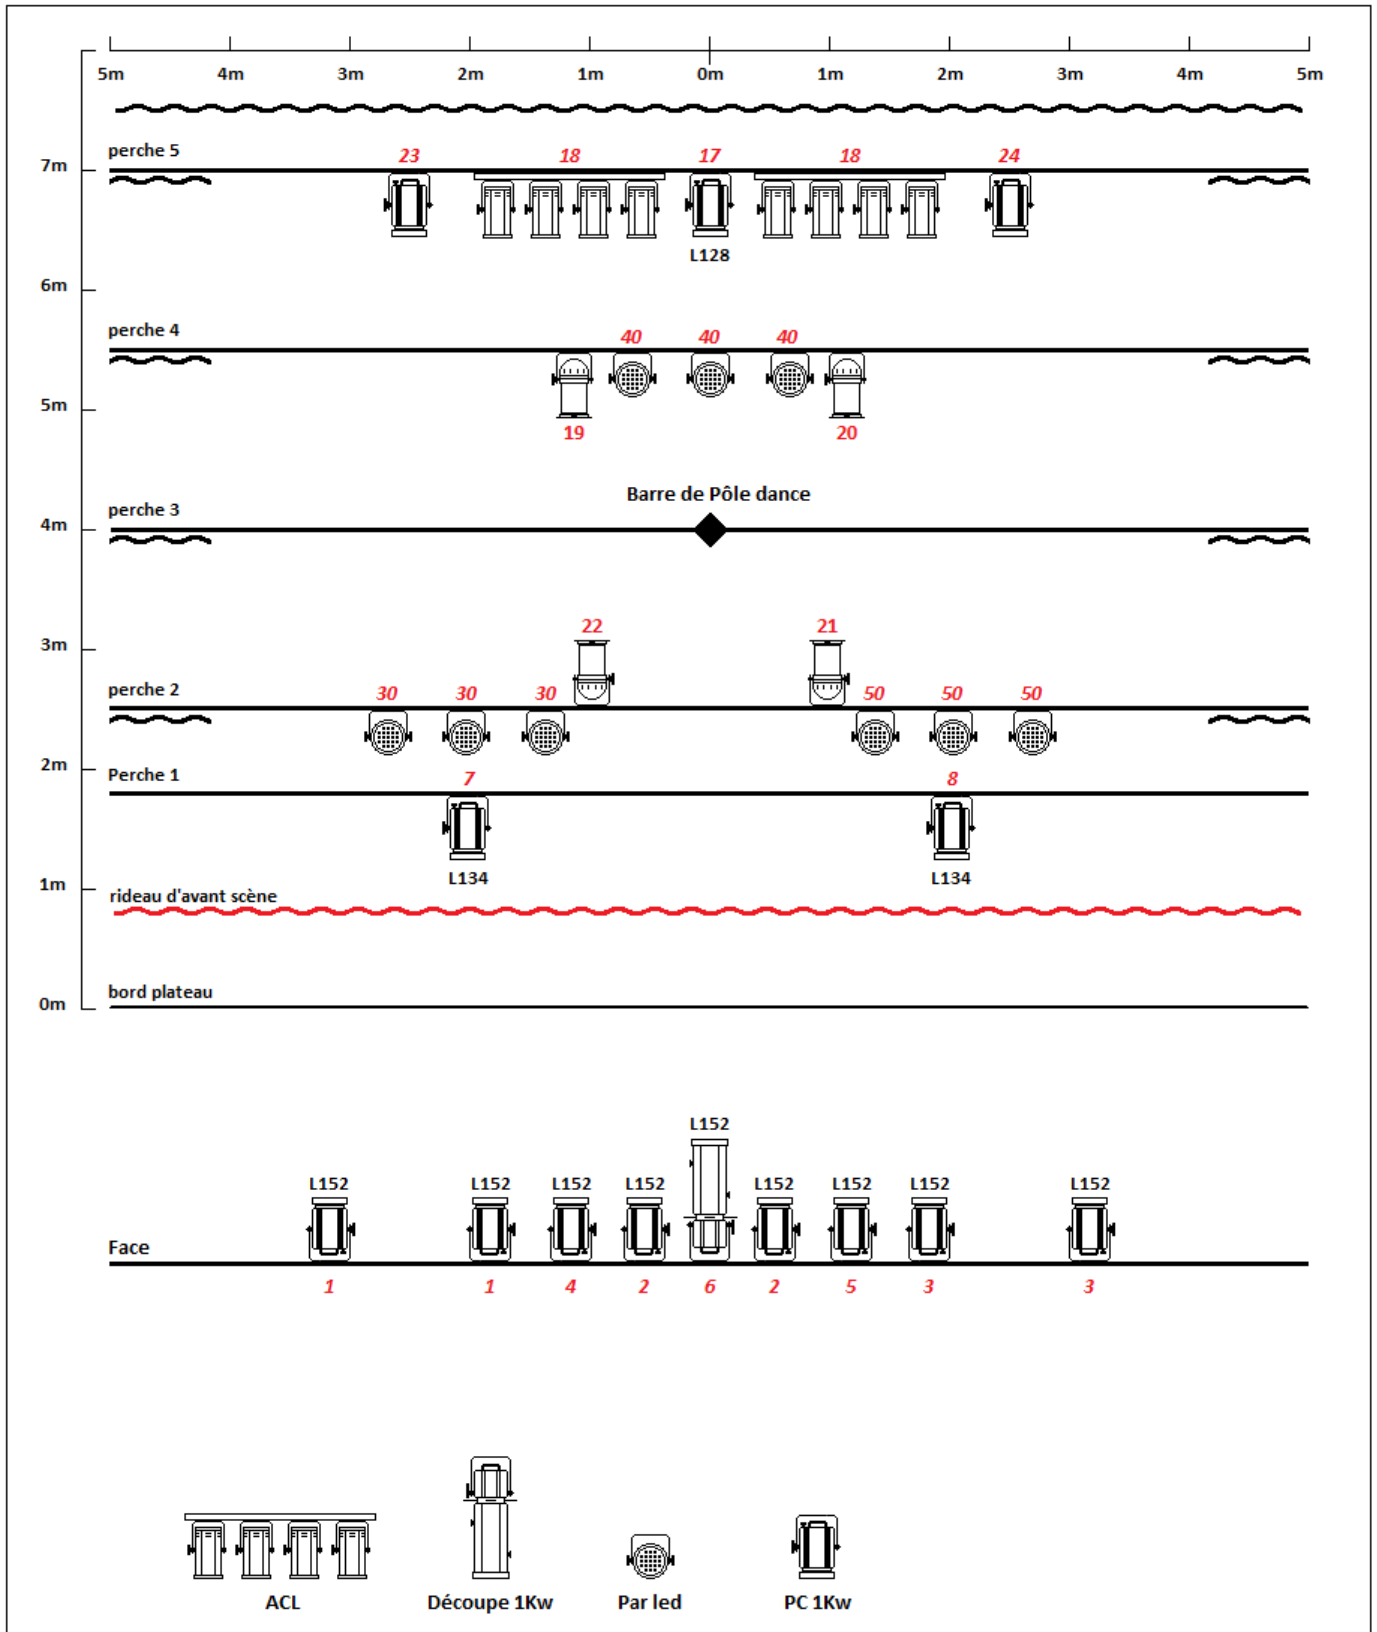 5m 4m 3m 2m 1m 0m 1m 2m 3m 4m 5m
perche 5
23 18 17 18 24
7m
L128
6m
perche 4
40 40 40
5m
19 20
Barre de Pôle dance
perche 3
4m
22 21
3m
perche 2
30 30 30 50 50 50
2m
Perche 1
7 8
L134 L134
1m
rideau d'avant scène
bord plateau
0m
L152
L152 L152 L152 L152 L152 L152 L152 L152
Face
1 1 4 2 6 2 5 3 3
ACL Découpe 1Kw Par led PC 1Kw